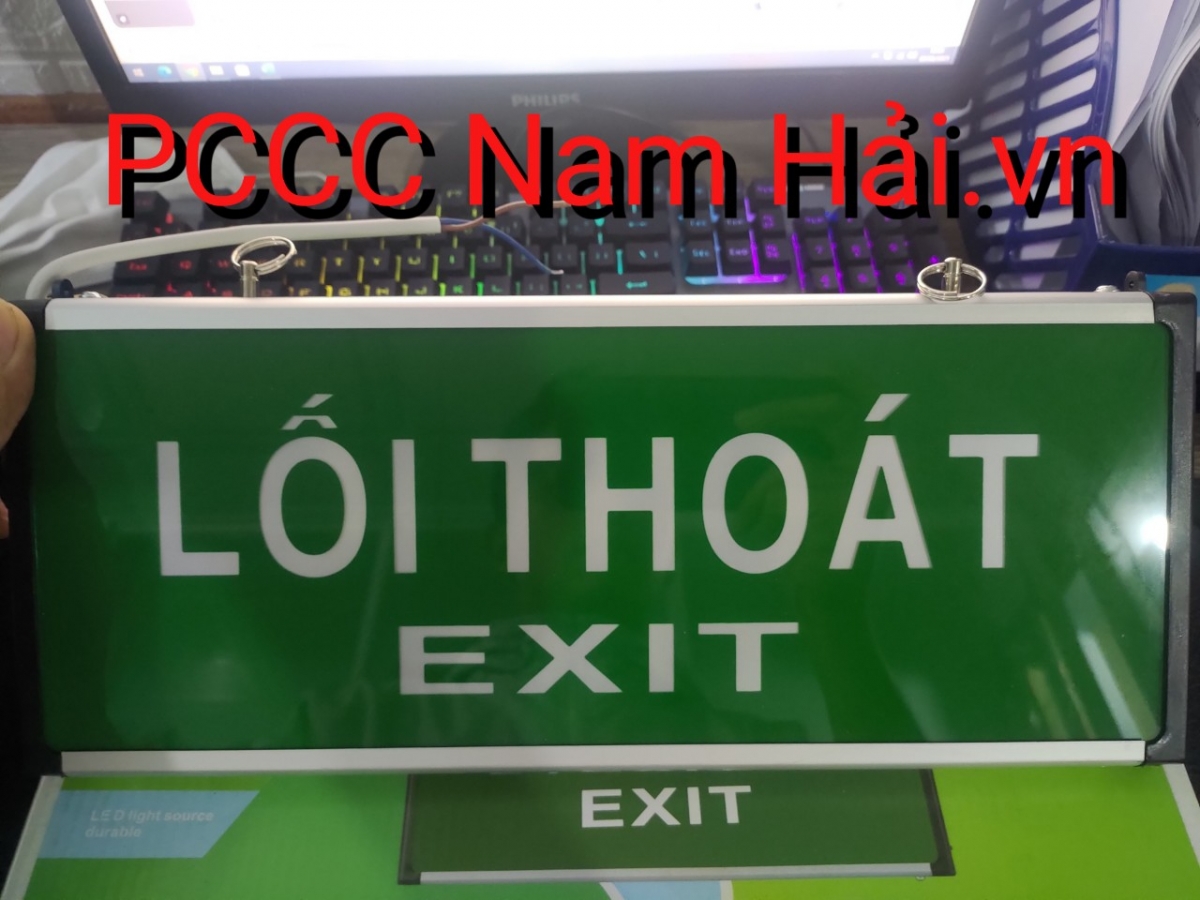 PHILIPS
PCCC Nam Hải.vn
LỐI THOÁT
EXIT
LED light source
durable
EXIT